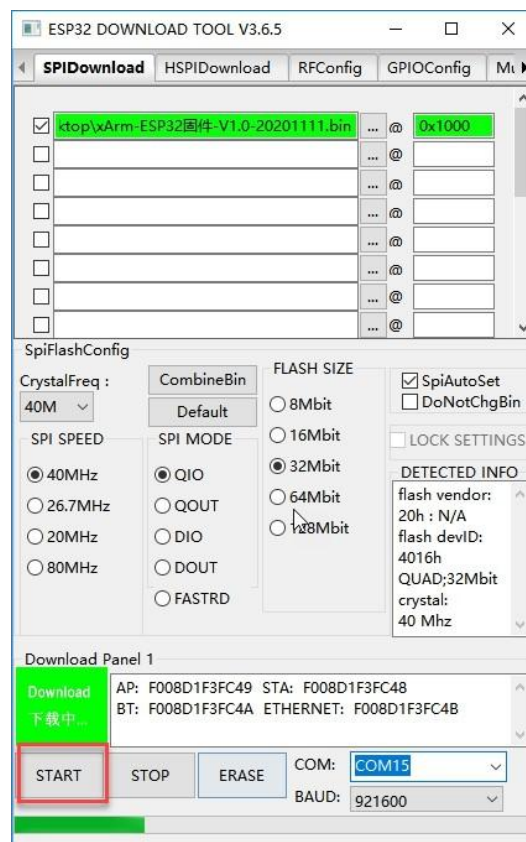 ESP32 DOWNLOAD TOOL V3.6.5
SPIDownload HSPIDownload RFConfig GPIOConfig
ktop\xArm-ESP32固件-V1.0-20201111.bin ... @ 0x1000
... @
... @
... @
... @
... @
... @
... @
SpiFlashConfig
CrystalFreq :
40M
CombineBin
Default
SPI SPEED
40MHz
26.7MHz
20MHz
80MHz
SPI MODE
QIO
QOUT
DIO
DOUT
FASTRD
FLASH SIZE
8Mbit
16Mbit
32Mbit
64Mbit
128Mbit
SpiAutoSet
DoNotChgBin
LOCK SETTINGS
DETECTED INFO
flash vendor:
20h : N/A
flash devID:
4016h
QUAD;32Mbit
crystal:
40 Mhz
Download Panel 1
Download
下载中...
AP: F008D1F3FC49 STA: F008D1F3FC48
BT: F008D1F3FC4A ETHERNET: F008D1F3FC4B
START STOP ERASE
COM: COM15
BAUD: 921600